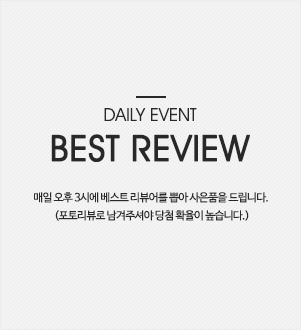 DAILY EVENT
BEST REVIEW
매일 오후 3시에 베스트 리뷰어를 뽑아 사은품을 드립니다.
(포토리뷰로 남겨주셔야 당첨 확율이 높습니다.)